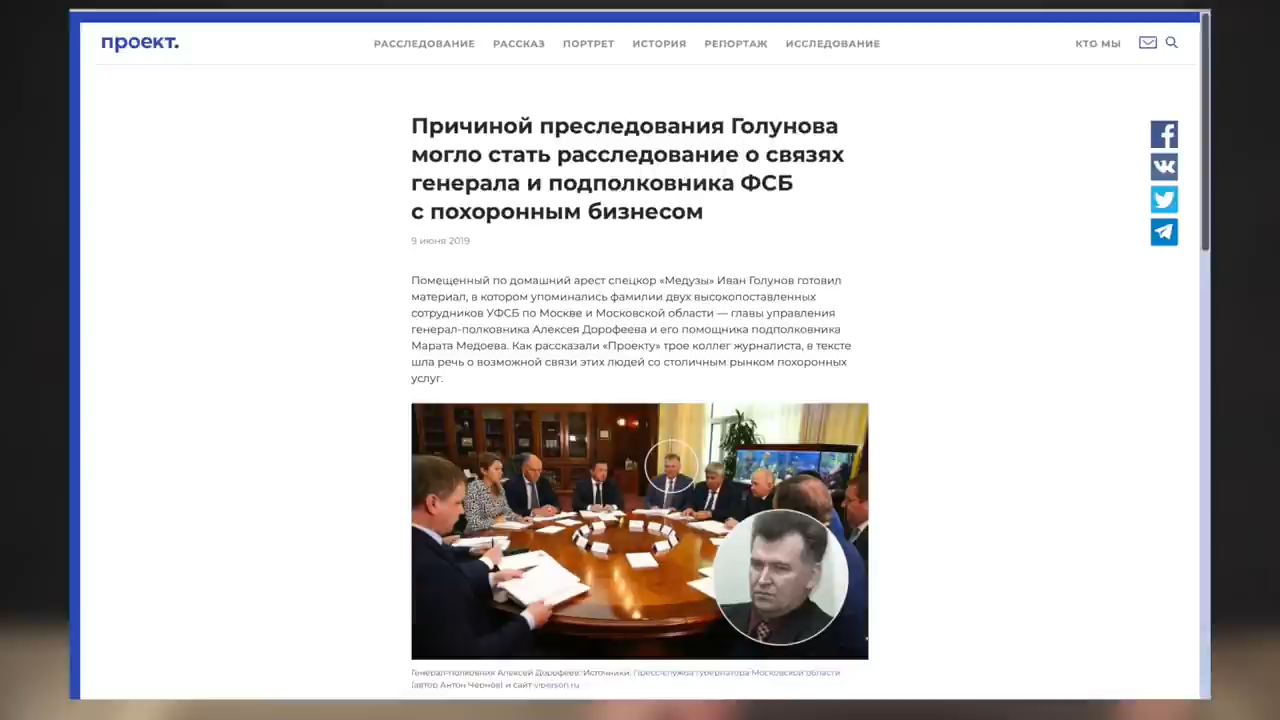 проект.
РАССЛЕДОВАНИЕ РАССКАЗ ПОРТРЕТ ИСТОРИЯ РЕПОРТАЖ ИССЛЕДОВАНИЕ
КТО МЫ
Причиной преследования Голунова
могло стать расследование о связях
генерала и подполковника ФСБ
с похоронным бизнесом
9 июня 2019
Помещенный по домашний арест спецкор «Медузы» Иван Голунов готовил
материал, в котором упоминались фамилии двух высокопоставленных
сотрудников УФСБ по Москве и Московской области — главы управления
генерал-полковника Алексея Дорофеева и его помощника подполковника
Марата Медоева. Как рассказали «Проекту» трое коллег журналиста, в тексте
шла речь о возможной связи этих людей со столичным рынком похоронных
услуг.
Генерал-полковник Алексей Дорофеев. Источники: Пресс-служба губернатора Московской области
(автор Антон Чернов) и сайт viperson.ru